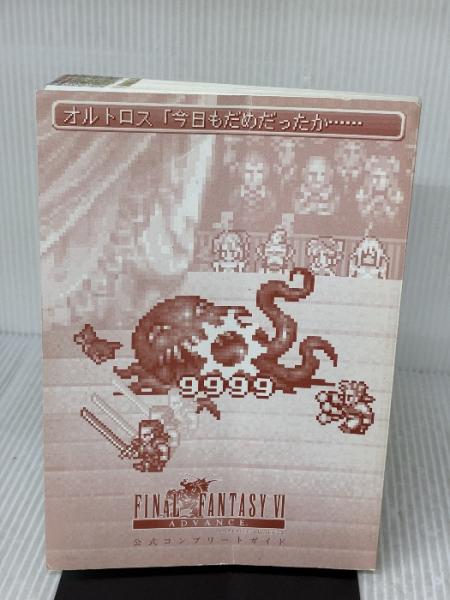 オルトロス「今日もだめだったか……
9999
FINAL FANTASY VI
ADVANCE
公式コンプリートガイド